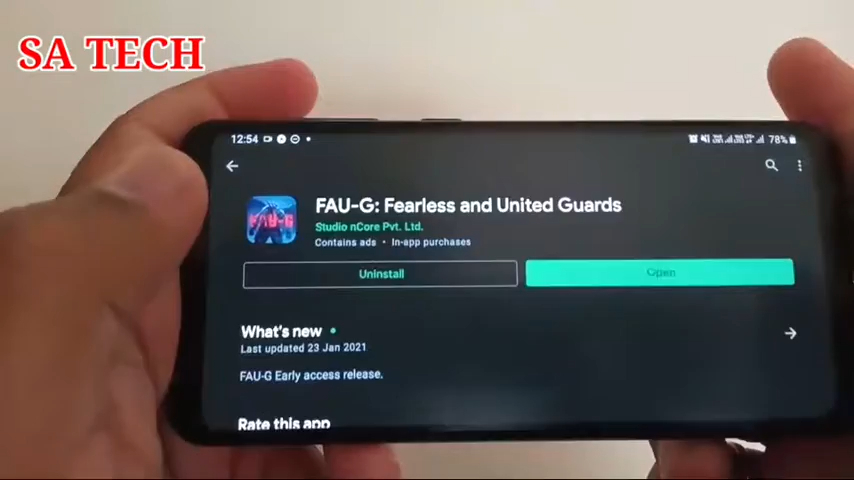 SA TECH
12:54
78%
FAU-G
FAU-G: Fearless and United Guards
Studio nCore Pvt. Ltd.
Contains ads • In-app purchases
Uninstall
Open
What's new •
Last updated 23 Jan 2021
FAU-G Early access release.
Rate this app